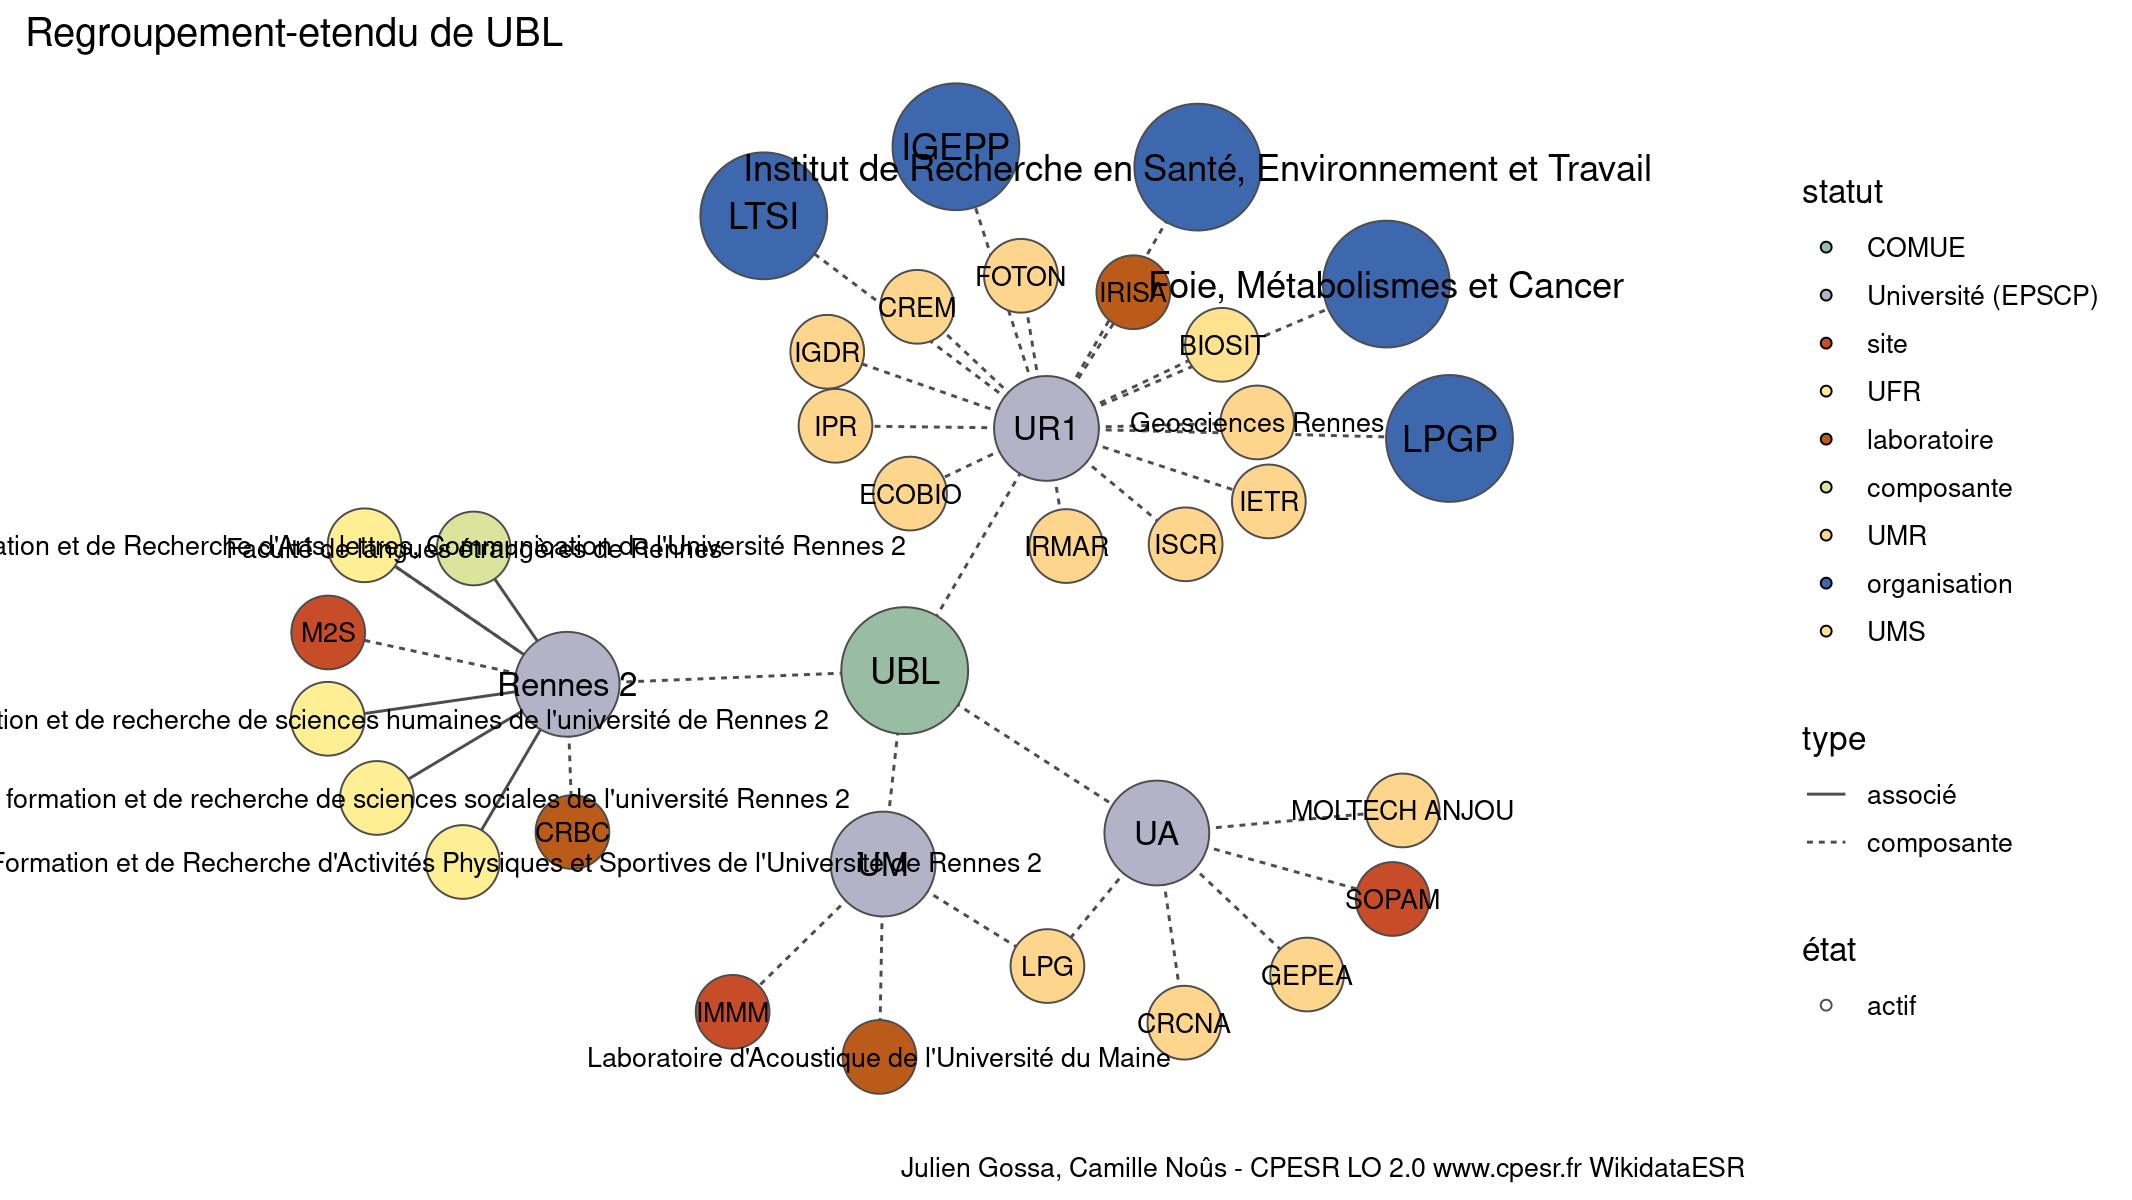 Regroupement-etendu de UBL
IGEPP
Institut de Recherche en Santé, Environnement et Travail
LTSI
FOTON
IRISA
Foie, Métabolismes et Cancer
CREM
BIOSIT
IGDR
Geosciences Rennes
IPR
UR1
LPGP
ECOBIO
IETR
IRMAR
ISCR
ation et de Recherche d'Arts, lettres, Communication de l'Université Rennes 2
Faculté de langues étrangères de Rennes
M2S
Rennes 2
UBL
tion et de recherche de sciences humaines de l'université de Rennes 2
formation et de recherche de sciences sociales de l'université Rennes 2
CRBC
Formation et de Recherche d'Activités Physiques et Sportives de l'Université de Rennes 2
UM
UA
MOLTECH ANJOU
SOPAM
LPG
GEPEA
IMMM
CRCNA
Laboratoire d'Acoustique de l'Université du Maine
statut
COMUE
Université (EPSCP)
site
UFR
laboratoire
composante
UMR
organisation
UMS
type
associé
composante
état
actif
Julien Gossa, Camille Noûs - CPESR LO 2.0 www.cpesr.fr WikidataESR